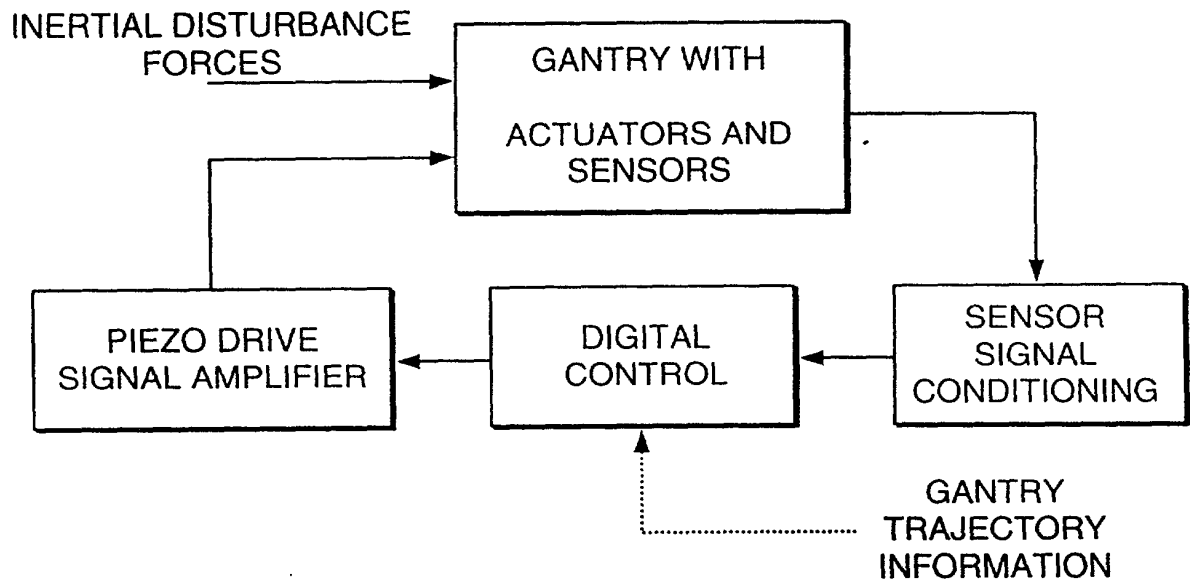 INERTIAL DISTURBANCE
FORCES
GANTRY WITH
ACTUATORS AND
SENSORS
PIEZO DRIVE
SIGNAL AMPLIFIER
DIGITAL
CONTROL
SENSOR
SIGNAL
CONDITIONING
GANTRY
TRAJECTORY
INFORMATION